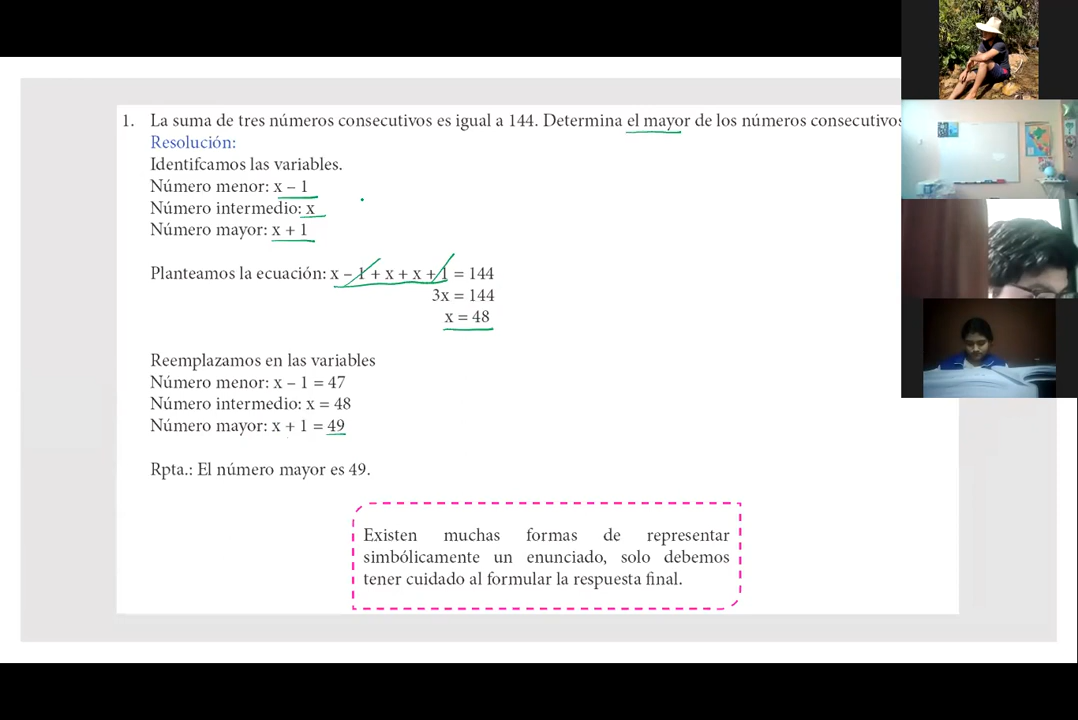 1. La suma de tres números consecutivos es igual a 144. Determina el mayor de los números consecutivos
Resolución:
Identifcamos las variables.
Número menor: x – 1
Número intermedio: x
Número mayor: x + 1
Planteamos la ecuación: x – 1 + x + x + 1 = 144
3x = 144
x = 48
Reemplazamos en las variables
Número menor: x – 1 = 47
Número intermedio: x = 48
Número mayor: x + 1 = 49
Rpta.: El número mayor es 49.
Existen muchas formas de representar
simbólicamente un enunciado, solo debemos
tener cuidado al formular la respuesta final.